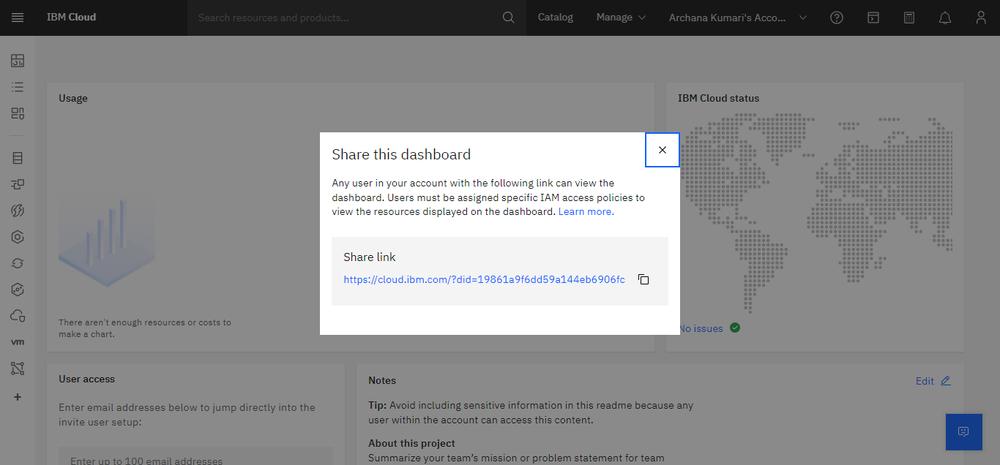 IBM Cloud
Search resources and products...
Catalog
Manage
Archana Kumari's Acco...
Usage
IBM Cloud status
Share this dashboard
Any user in your account with the following link can view the
dashboard. Users must be assigned specific IAM access policies to
view the resources displayed on the dashboard. Learn more.
Share link
https://cloud.ibm.com/?did=19861a9f6dd59a144eb6906fc
There aren't enough resources or costs to
make a chart.
No issues
vm
User access
Enter email addresses below to jump directly into the
invite user setup:
Enter up to 100 email addresses
Notes
Edit
Tip: Avoid including sensitive information in this readme because any
user within the account can access this content.
About this project
Summarize your team's mission or problem statement for team